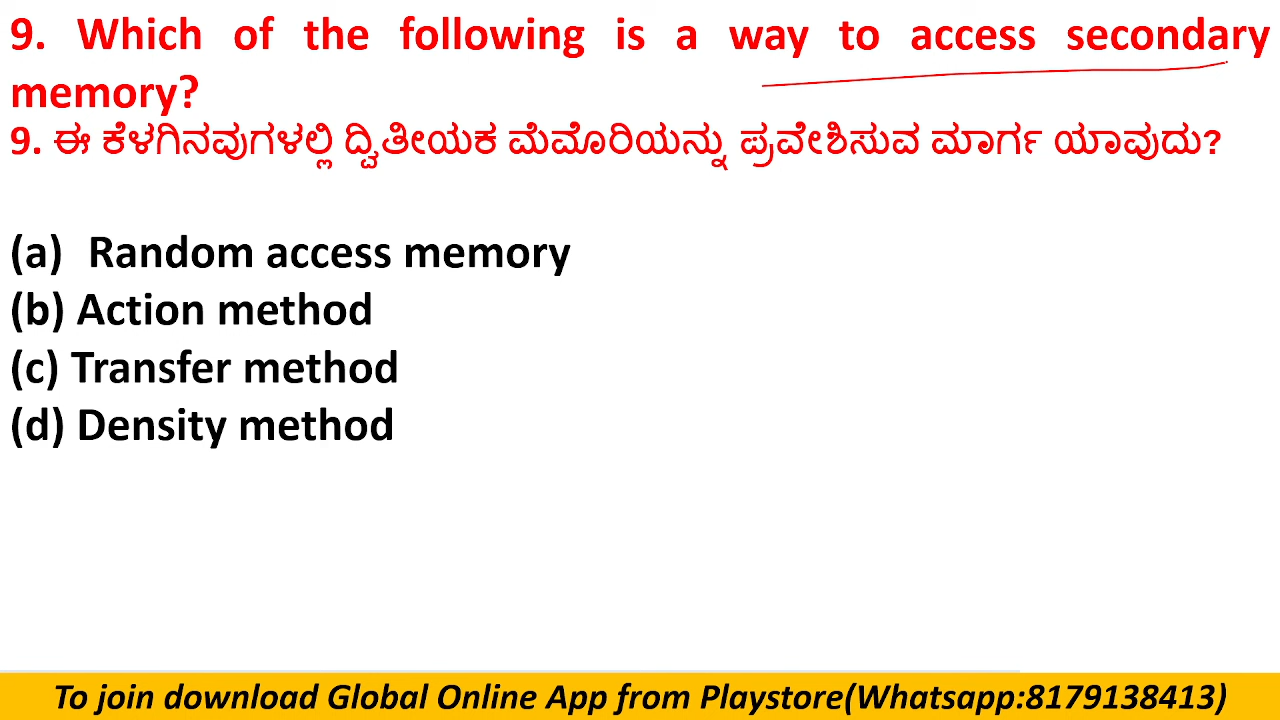 9. Which of the following is a way to access secondary
memory?
9. ಈ ಕೆಳಗಿನವುಗಳಲ್ಲಿ ದ್ವಿತೀಯಕ ಮೆಮೊರಿಯನ್ನು ಪ್ರವೇಶಿಸುವ ಮಾರ್ಗ ಯಾವುದು?
(a) Random access memory
(b) Action method
(c) Transfer method
(d) Density method
To join download Global Online App from Playstore(Whatsapp:8179138413)